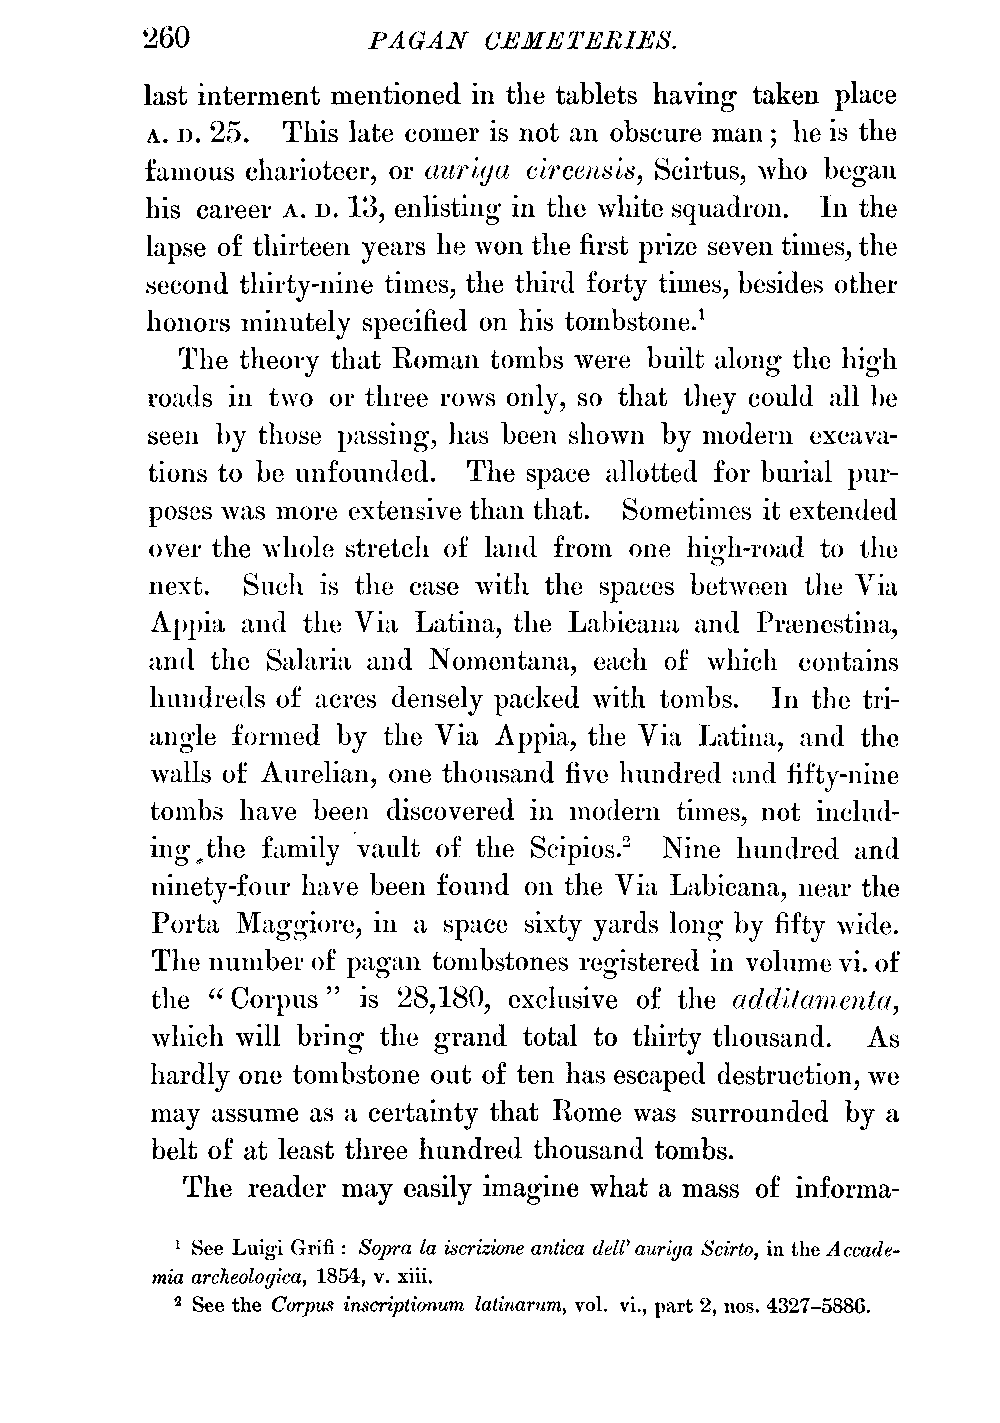 260 PAGAN CEMETERIES.
last interment mentioned in the tablets having taken place
A. D. 25. This late comer is not an obscure man; he is the
famous charioteer, or auriga circensis, Scirtus, who began
his career A. D. 13, enlisting in the white squadron. In the
lapse of thirteen years he won the first prize seven times, the
second thirty-nine times, the third forty times, besides other
honors minutely specified on his tombstone.¹
The theory that Roman tombs were built along the high
roads in two or three rows only, so that they could all be
seen by those passing, has been shown by modern excava-
tions to be unfounded. The space allotted for burial pur-
poses was more extensive than that. Sometimes it extended
over the whole stretch of land from one high-road to the
next. Such is the case with the spaces between the Via
Appia and the Via Latina, the Labicana and Prænestina,
and the Salaria and Nomentana, each of which contains
hundreds of acres densely packed with tombs. In the tri-
angle formed by the Via Appia, the Via Latina, and the
walls of Aurelian, one thousand five hundred and fifty-nine
tombs have been discovered in modern times, not includ-
ing the family vault of the Scipios.² Nine hundred and
ninety-four have been found on the Via Labicana, near the
Porta Maggiore, in a space sixty yards long by fifty wide.
The number of pagan tombstones registered in volume vi. of
the "Corpus" is 28,180, exclusive of the additamenta,
which will bring the grand total to thirty thousand. As
hardly one tombstone out of ten has escaped destruction, we
may assume as a certainty that Rome was surrounded by a
belt of at least three hundred thousand tombs.
The reader may easily imagine what a mass of informa-
¹ See Luigi Grifi: Sopra la iscrizione antica dell' auriga Scirto, in the Accade-
mia archeologica, 1854, v. xiii.
² See the Corpus inscriptionum latinarum, vol. vi., part 2, nos. 4327–5886.